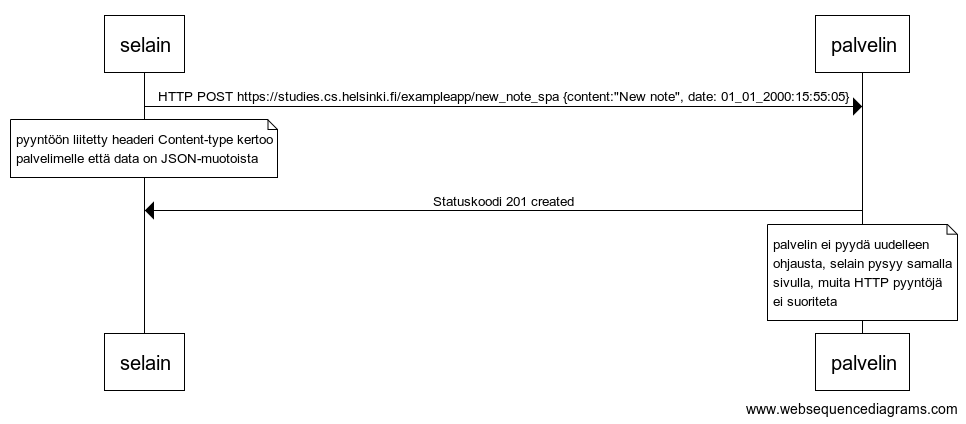 selain
palvelin
HTTP POST https://studies.cs.helsinki.fi/exampleapp/new_note_spa {content:"New note", date: 01_01_2000:15:55:05}
pyyntöön liitetty headeri Content-type kertoo
palvelimelle että data on JSON-muotoista
Statuskoodi 201 created
palvelin ei pyydä uudelleen
ohjausta, selain pysyy samalla
sivulla, muita HTTP pyyntöjä
ei suoriteta
selain
palvelin
www.websequencediagrams.com